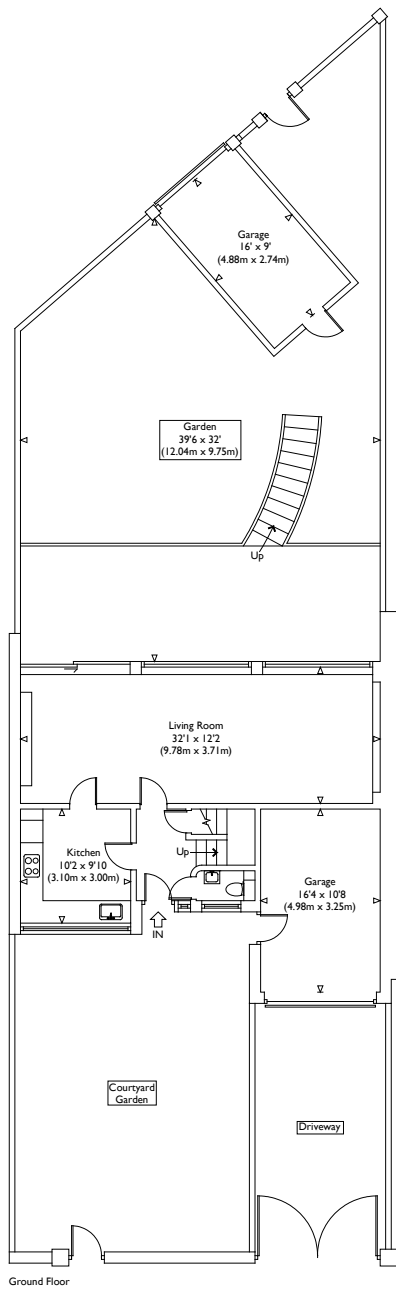 Garage
16' x 9'
(4.88m x 2.74m)
Garden
39'6 x 32'
(12.04m x 9.75m)
Up
Living Room
32'1 x 12'2
(9.78m x 3.71m)
Kitchen
10'2 x 9'10
(3.10m x 3.00m)
Up
IN
Garage
16'4 x 10'8
(4.98m x 3.25m)
Courtyard
Garden
Driveway
Ground Floor